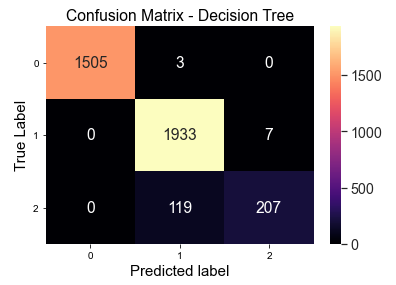 Confusion Matrix - Decision Tree
True Label
0 1505 3 0
1 0 1933 7
2 0 119 207
0 1 2
Predicted label
1500
1000
500
0